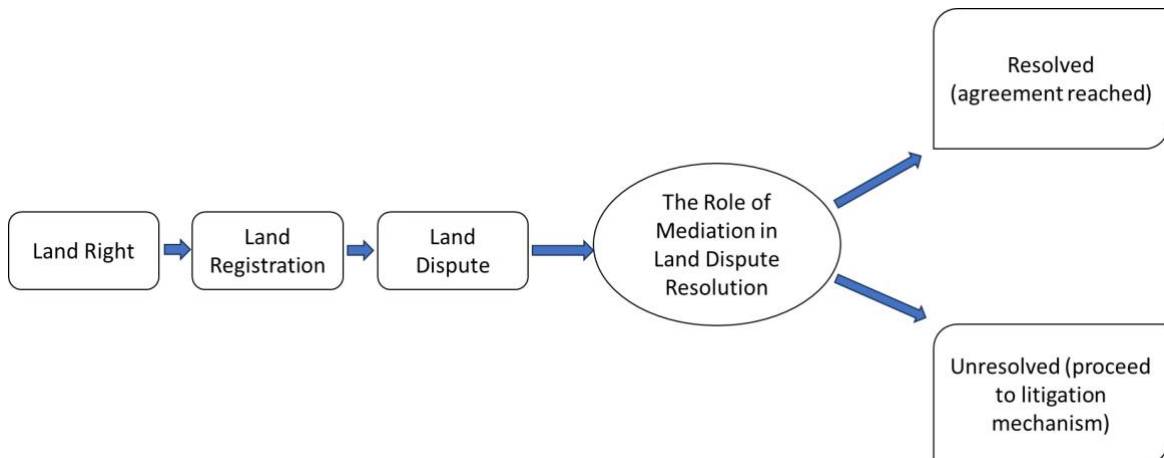 Land Right
Land
Registration
Land
Dispute
The Role of
Mediation in
Land Dispute
Resolution
Resolved
(agreement reached)
Unresolved (proceed
to litigation
mechanism)